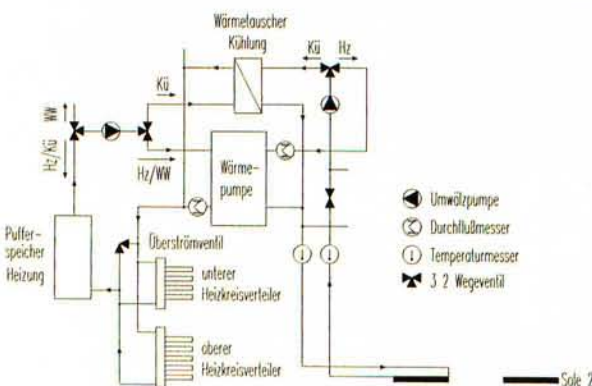 Wärmetauscher
Kühlung
Kü
Hz
Kü
WW
Hz/Kü
Hz/WW
Wärme-
pumpe
Umwälzpumpe
Durchflußmesser
Temperaturmesser
3 2 Wegeventil
Puffer-
speicher
Heizung
Überströmventil
unterer
Heizkreisverteiler
oberer
Heizkreisverteiler
Sole 2